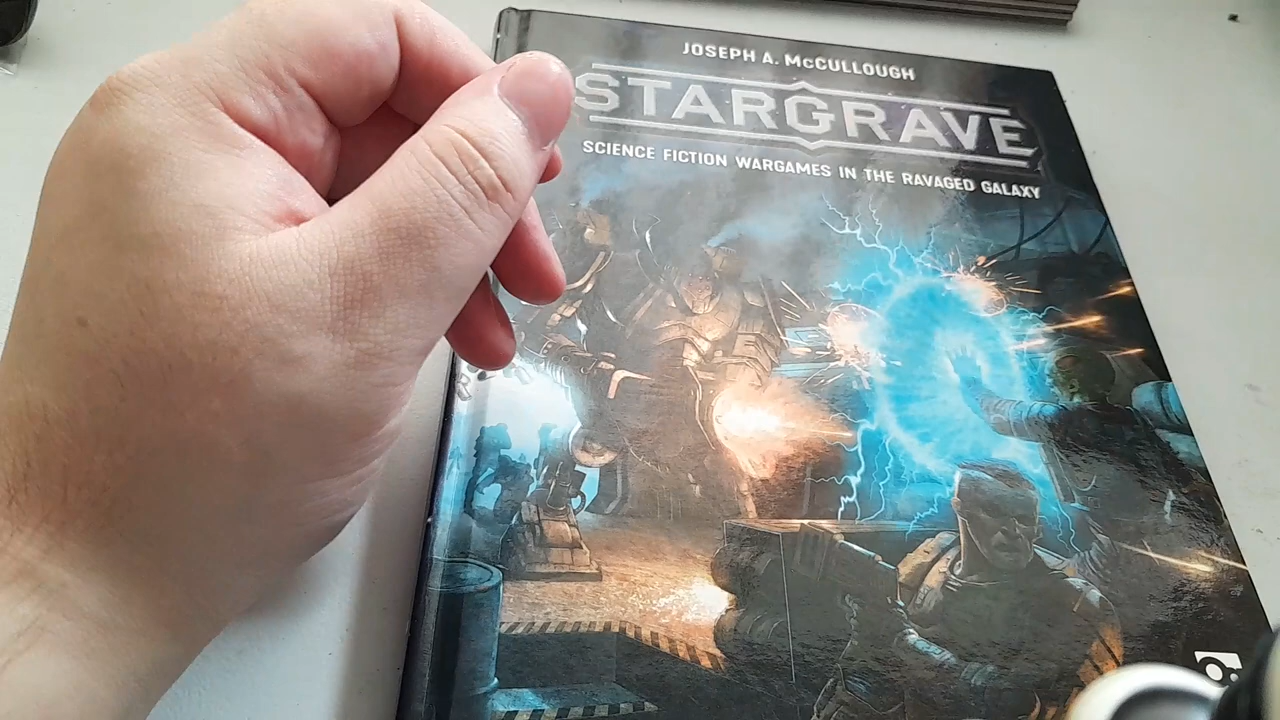 JOSEPH A. McCULLOUGH
STARGRAVE
SCIENCE FICTION WARGAMES IN THE RAVAGED GALAXY